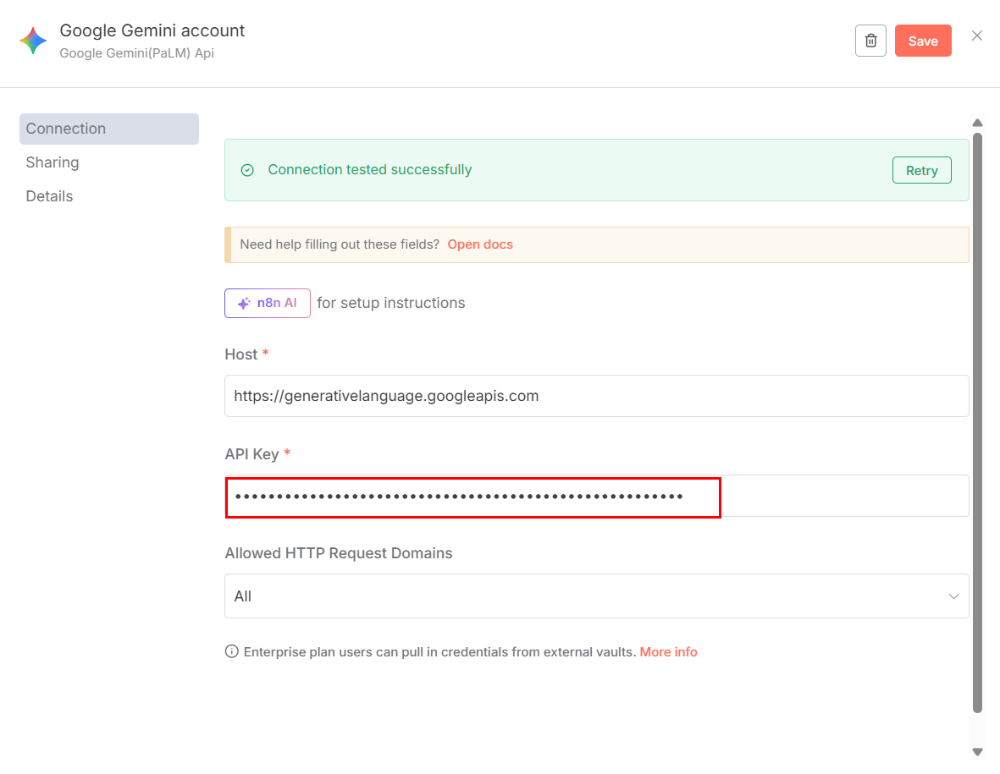 Google Gemini account
Google Gemini(PaLM) Api
Save
Connection
Sharing
Details
Connection tested successfully
Retry
Need help filling out these fields? Open docs
n8n AI for setup instructions
Host *
https://generativelanguage.googleapis.com
API Key *
••••••••••••••••••••••••••••••••••••••••••••••••••••••
Allowed HTTP Request Domains
All
Enterprise plan users can pull in credentials from external vaults. More info